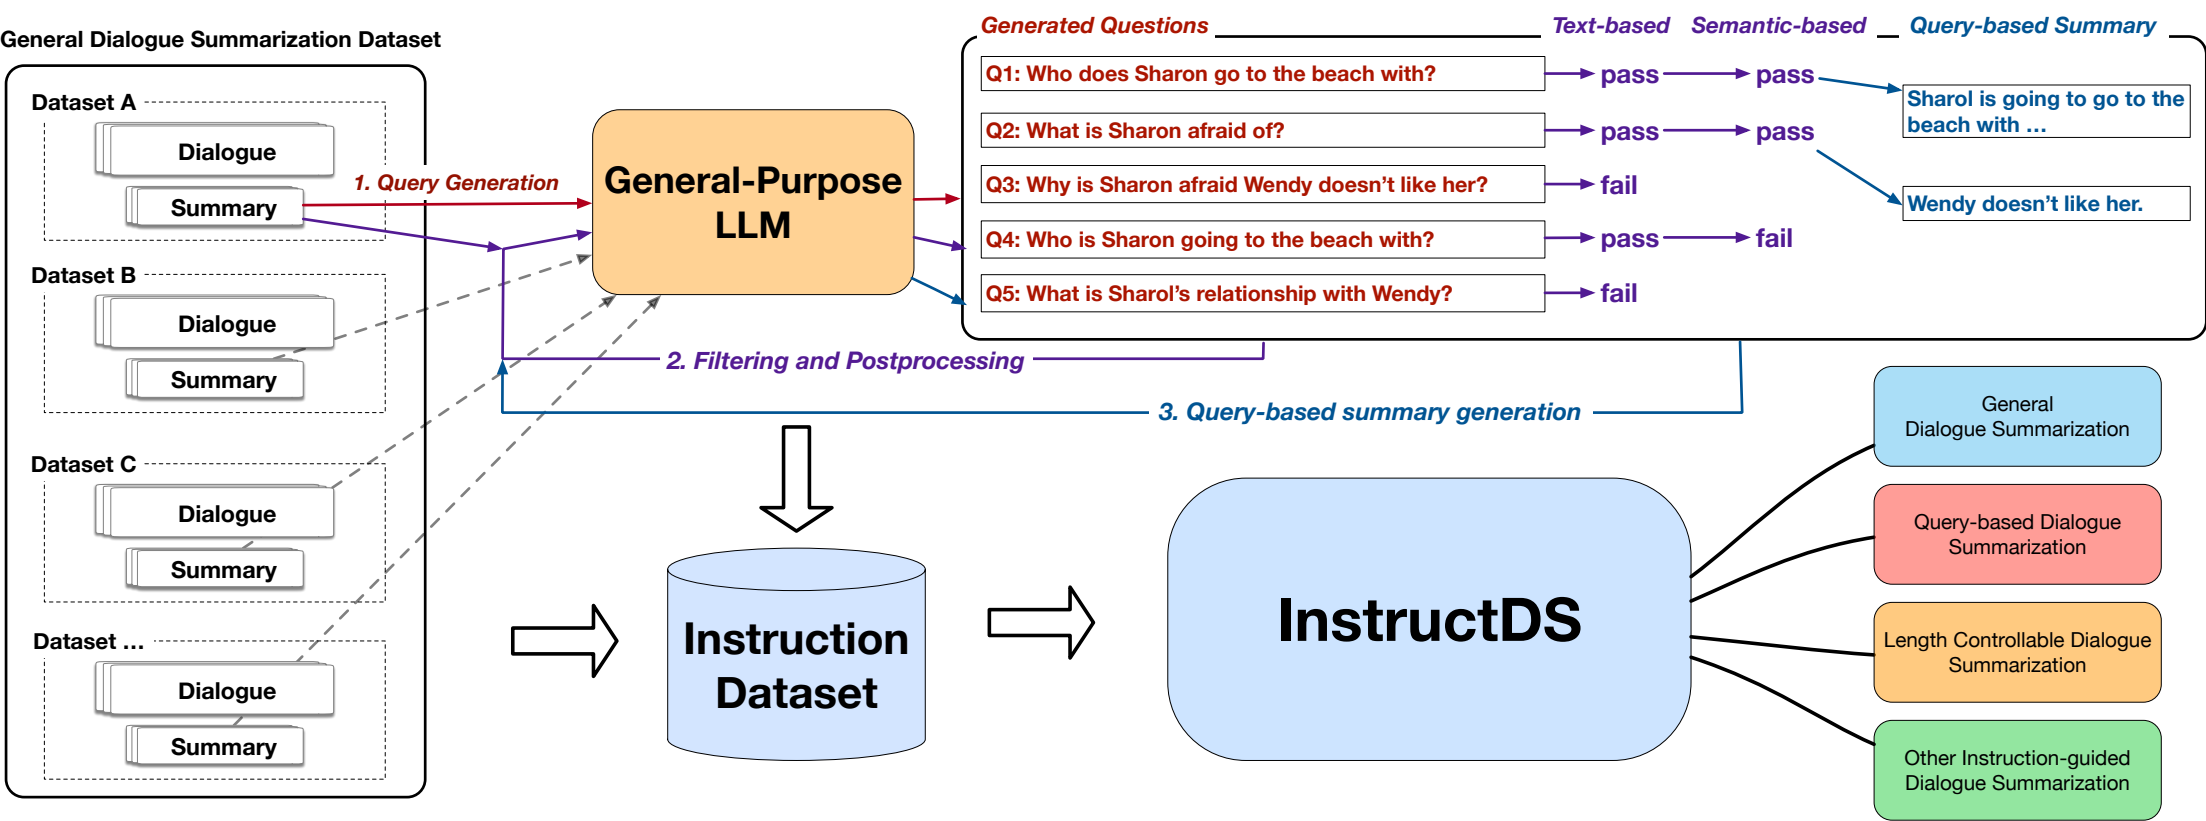 General Dialogue Summarization Dataset
Dataset A
Dialogue
Summary
Dataset B
Dialogue
Summary
Dataset C
Dialogue
Summary
Dataset ...
Dialogue
Summary
1. Query Generation
General-Purpose
LLM
Generated Questions
Text-based
Semantic-based
Query-based Summary
Q1: Who does Sharon go to the beach with?
pass
pass
Sharol is going to go to the
beach with ...
Q2: What is Sharon afraid of?
pass
pass
Wendy doesn't like her.
Q3: Why is Sharon afraid Wendy doesn't like her?
fail
Q4: Who is Sharon going to the beach with?
pass
fail
Q5: What is Sharol's relationship with Wendy?
fail
2. Filtering and Postprocessing
3. Query-based summary generation
Instruction
Dataset
InstructDS
General
Dialogue Summarization
Query-based Dialogue
Summarization
Length Controllable Dialogue
Summarization
Other Instruction-guided
Dialogue Summarization